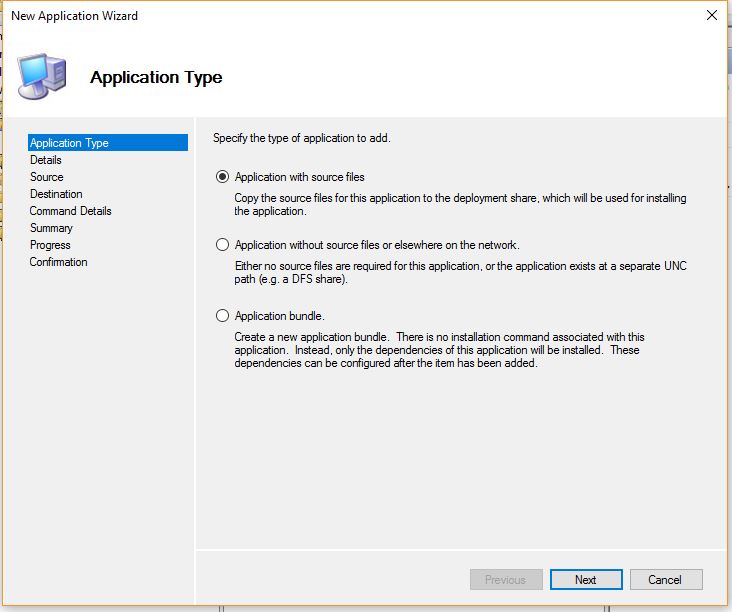 New Application Wizard
Application Type
Application Type
Details
Source
Destination
Command Details
Summary
Progress
Confirmation
Specify the type of application to add.
Application with source files
Copy the source files for this application to the deployment share, which will be used for installing
the application.
Application without source files or elsewhere on the network.
Either no source files are required for this application, or the application exists at a separate UNC
path (e.g. a DFS share).
Application bundle.
Create a new application bundle.  There is no installation command associated with this
application.  Instead, only the dependencies of this application will be installed.  These
dependencies can be configured after the item has been added.
Previous
Next
Cancel